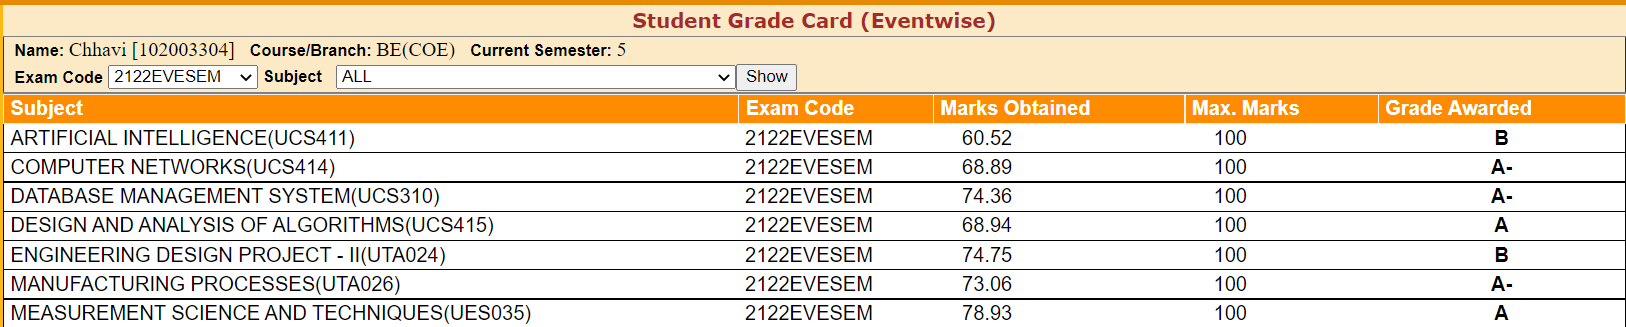 Student Grade Card (Eventwise)
Name: Chhavi [102003304] Course/Branch: BE(COE) Current Semester: 5
Exam Code 2122EVESEM Subject ALL Show
Subject Exam Code Marks Obtained Max. Marks Grade Awarded
ARTIFICIAL INTELLIGENCE(UCS411) 2122EVESEM 60.52 100 B
COMPUTER NETWORKS(UCS414) 2122EVESEM 68.89 100 A-
DATABASE MANAGEMENT SYSTEM(UCS310) 2122EVESEM 74.36 100 A-
DESIGN AND ANALYSIS OF ALGORITHMS(UCS415) 2122EVESEM 68.94 100 A
ENGINEERING DESIGN PROJECT - II(UTA024) 2122EVESEM 74.75 100 B
MANUFACTURING PROCESSES(UTA026) 2122EVESEM 73.06 100 A-
MEASUREMENT SCIENCE AND TECHNIQUES(UES035) 2122EVESEM 78.93 100 A